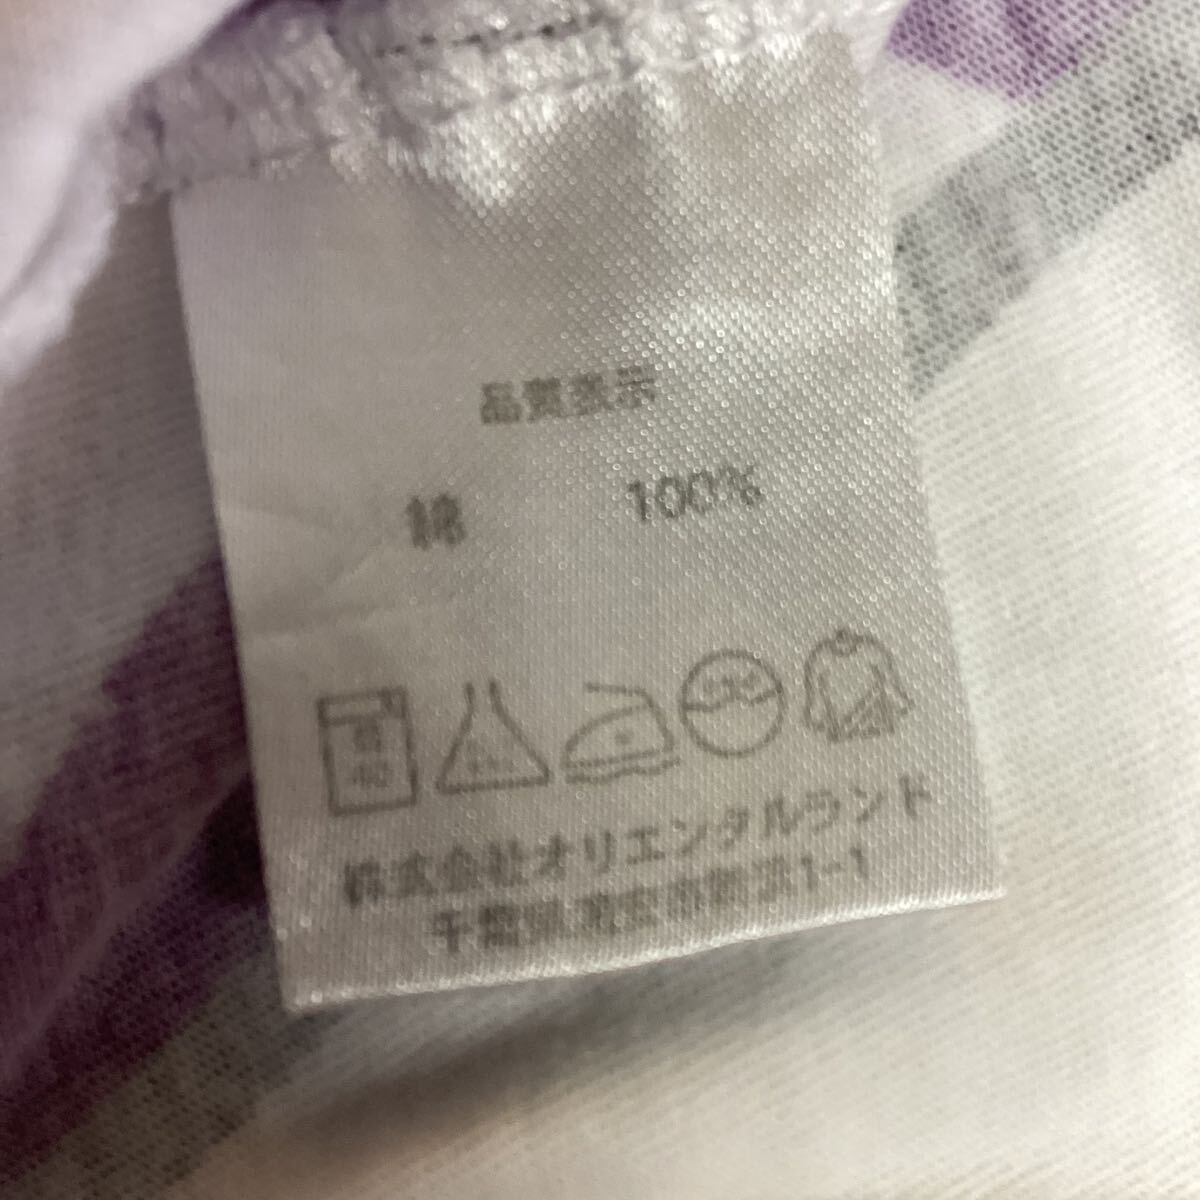 品質表示
綿 100%
40
株式会社オリエンタルランド
千葉県浦安市舞浜1-1